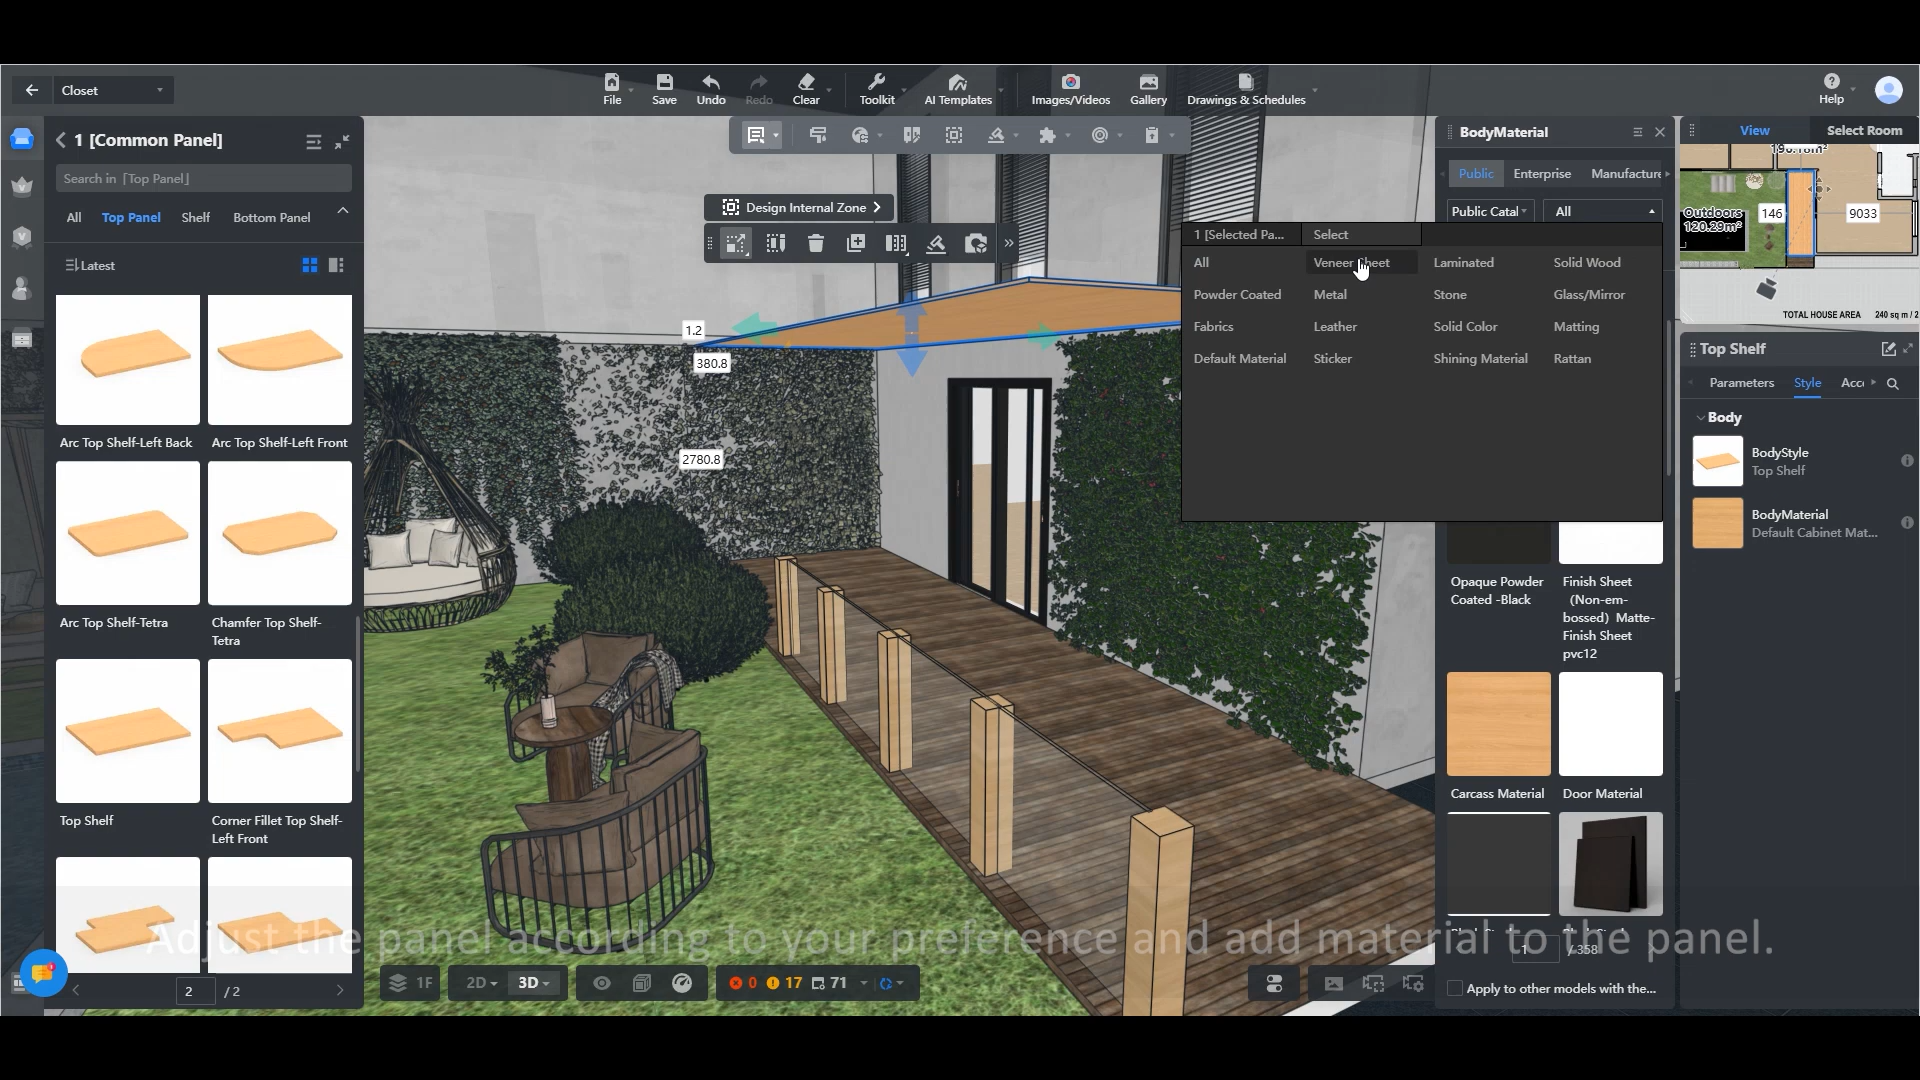 Closet
File
Save
Undo
Redo
Clear
Toolkit
AI Templates
Images/Videos
Gallery
Drawings & Schedules
Help
1 [Common Panel]
Search in [Top Panel]
All
Top Panel
Shelf
Bottom Panel
Latest
Arc Top Shelf-Left Back
Arc Top Shelf-Left Front
Arc Top Shelf-Tetra
Chamfer Top Shelf-
Tetra
Top Shelf
Corner Fillet Top Shelf-
Left Front
2
/ 2
Design Internal Zone
1.2
380.8
2780.8
1F
2D
3D
0
17
71
BodyMaterial
Public
Enterprise
Manufacture
Public Catal
All
1 [Selected Pa...
Select
All
Veneer Sheet
Laminated
Solid Wood
Powder Coated
Metal
Stone
Glass/Mirror
Fabrics
Leather
Solid Color
Matting
Default Material
Sticker
Shining Material
Rattan
Opaque Powder
Coated -Black
Finish Sheet
(Non-em-
bossed) Matte-
Finish Sheet
pvc12
Carcass Material
Door Material
1
/ 358
Apply to other models with the...
View
Select Room
Outdoors
120.29m²
146
9033
TOTAL HOUSE AREA
240 sq m / 2
Top Shelf
Parameters
Style
Acc
Body
BodyStyle
Top Shelf
BodyMaterial
Default Cabinet Mat...
Adjust the panel according to your preference and add material to the panel.